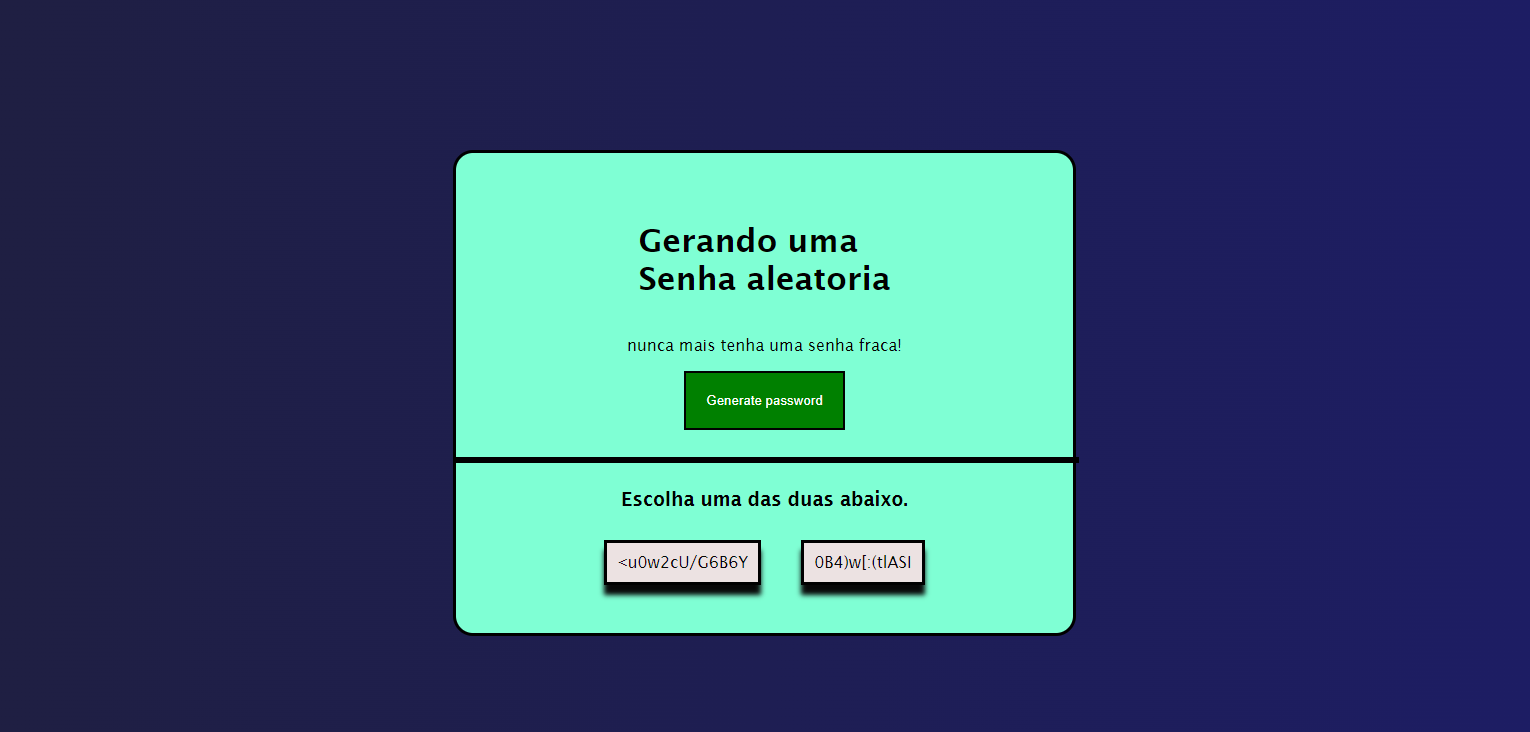 Gerando uma
Senha aleatoria
nunca mais tenha uma senha fraca!
Generate password
Escolha uma das duas abaixo.
<u0w2cU/G6B6Y 0B4)w[:(tlASI